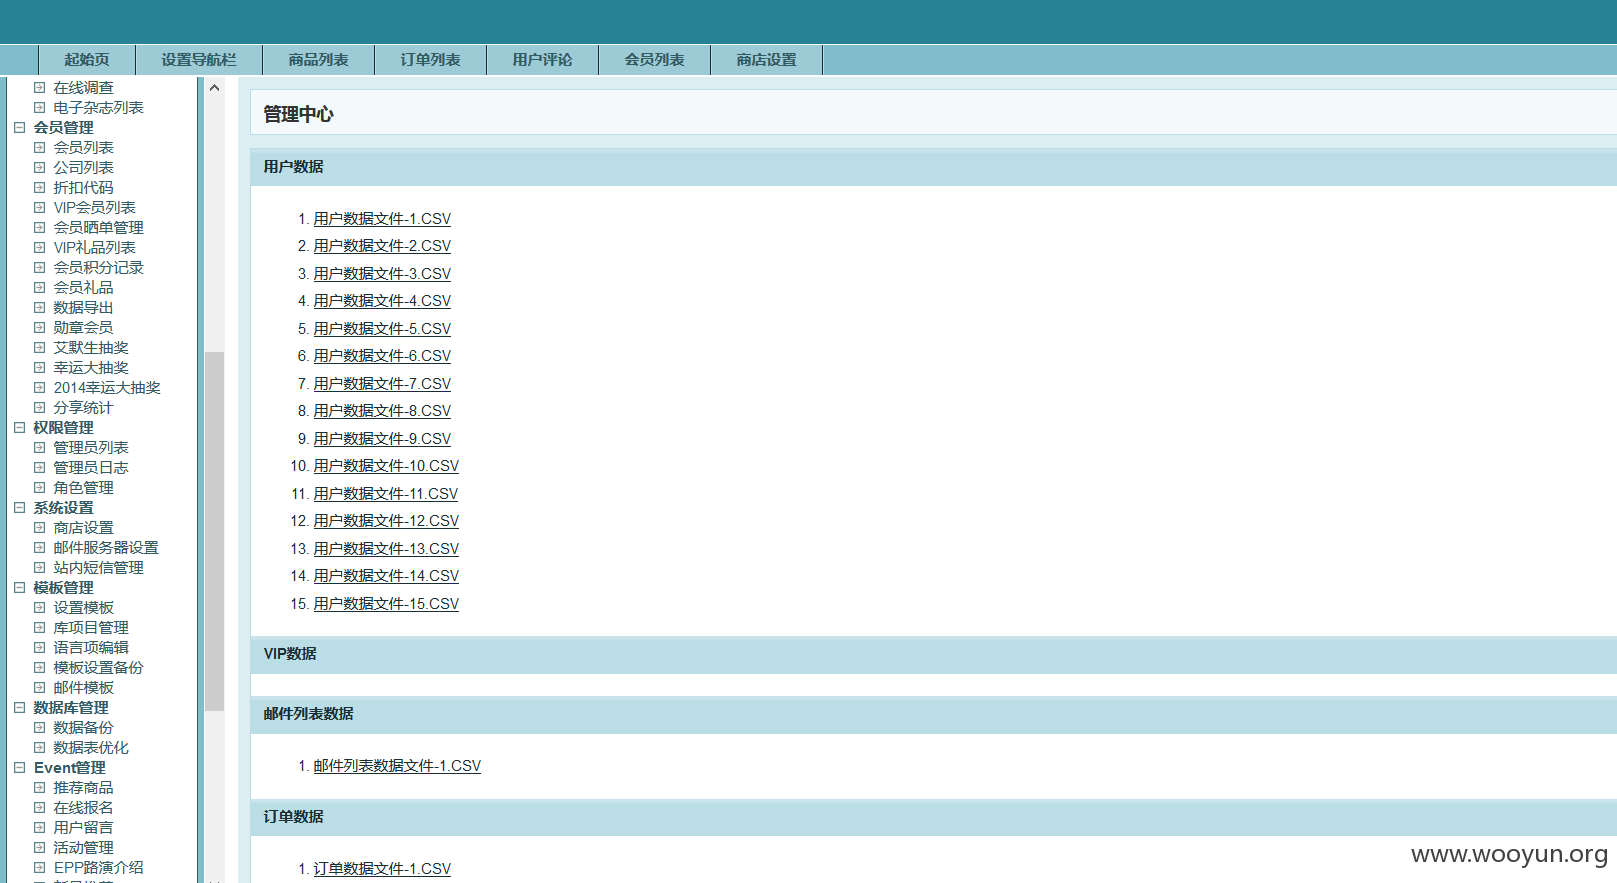 起始页
设置导航栏
商品列表
订单列表
用户评论
会员列表
商店设置
在线调查
电子杂志列表
会员管理
会员列表
公司列表
折扣代码
VIP会员列表
会员晒单管理
VIP礼品列表
会员积分记录
会员礼品
数据导出
勋章会员
艾默生抽奖
幸运大抽奖
2014幸运大抽奖
分享统计
权限管理
管理员列表
管理员日志
角色管理
系统设置
商店设置
邮件服务器设置
站内短信管理
模板管理
设置模板
库项目管理
语言项编辑
模板设置备份
邮件模板
数据库管理
数据备份
数据表优化
Event管理
推荐商品
在线报名
用户留言
活动管理
EPP路演介绍
管理中心
用户数据
1. 用户数据文件-1.CSV
2. 用户数据文件-2.CSV
3. 用户数据文件-3.CSV
4. 用户数据文件-4.CSV
5. 用户数据文件-5.CSV
6. 用户数据文件-6.CSV
7. 用户数据文件-7.CSV
8. 用户数据文件-8.CSV
9. 用户数据文件-9.CSV
10. 用户数据文件-10.CSV
11. 用户数据文件-11.CSV
12. 用户数据文件-12.CSV
13. 用户数据文件-13.CSV
14. 用户数据文件-14.CSV
15. 用户数据文件-15.CSV
VIP数据
邮件列表数据
1. 邮件列表数据文件-1.CSV
订单数据
1. 订单数据文件-1.CSV
www.wooyun.org